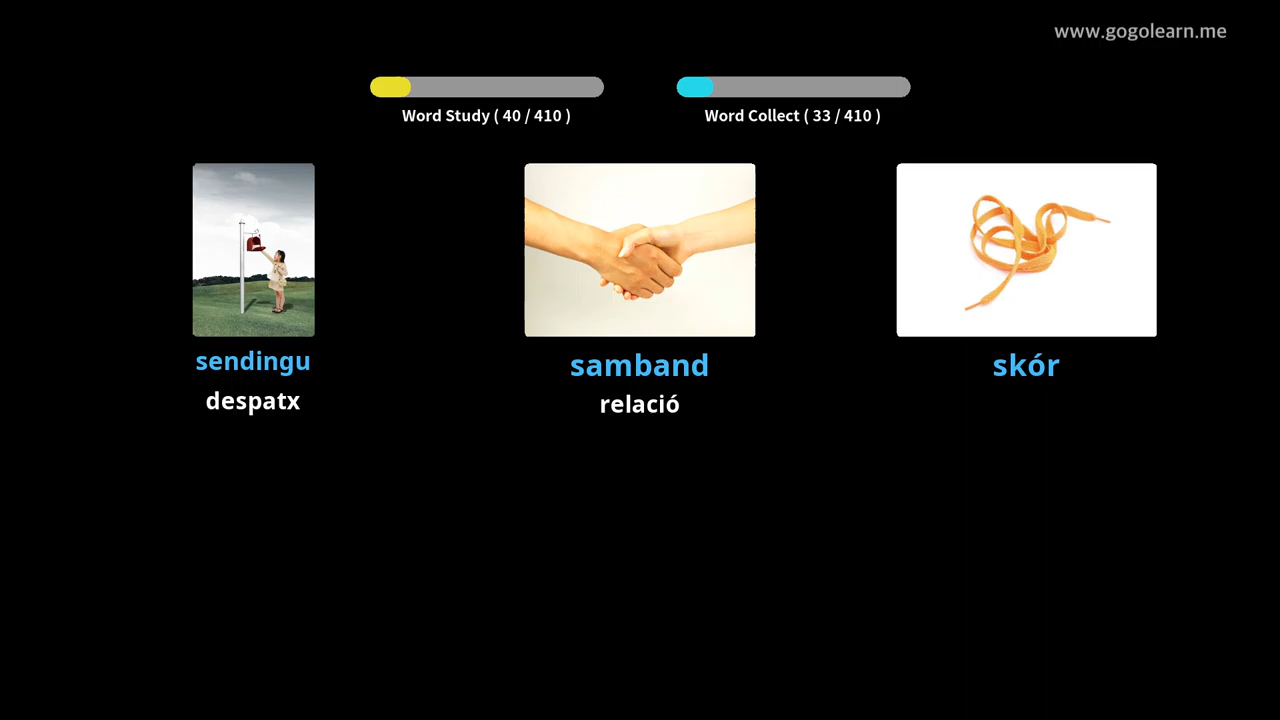 www.gogolearn.me
Word Study ( 40 / 410 )
Word Collect ( 33 / 410 )
sendingu
despatx
samband
relació
skór